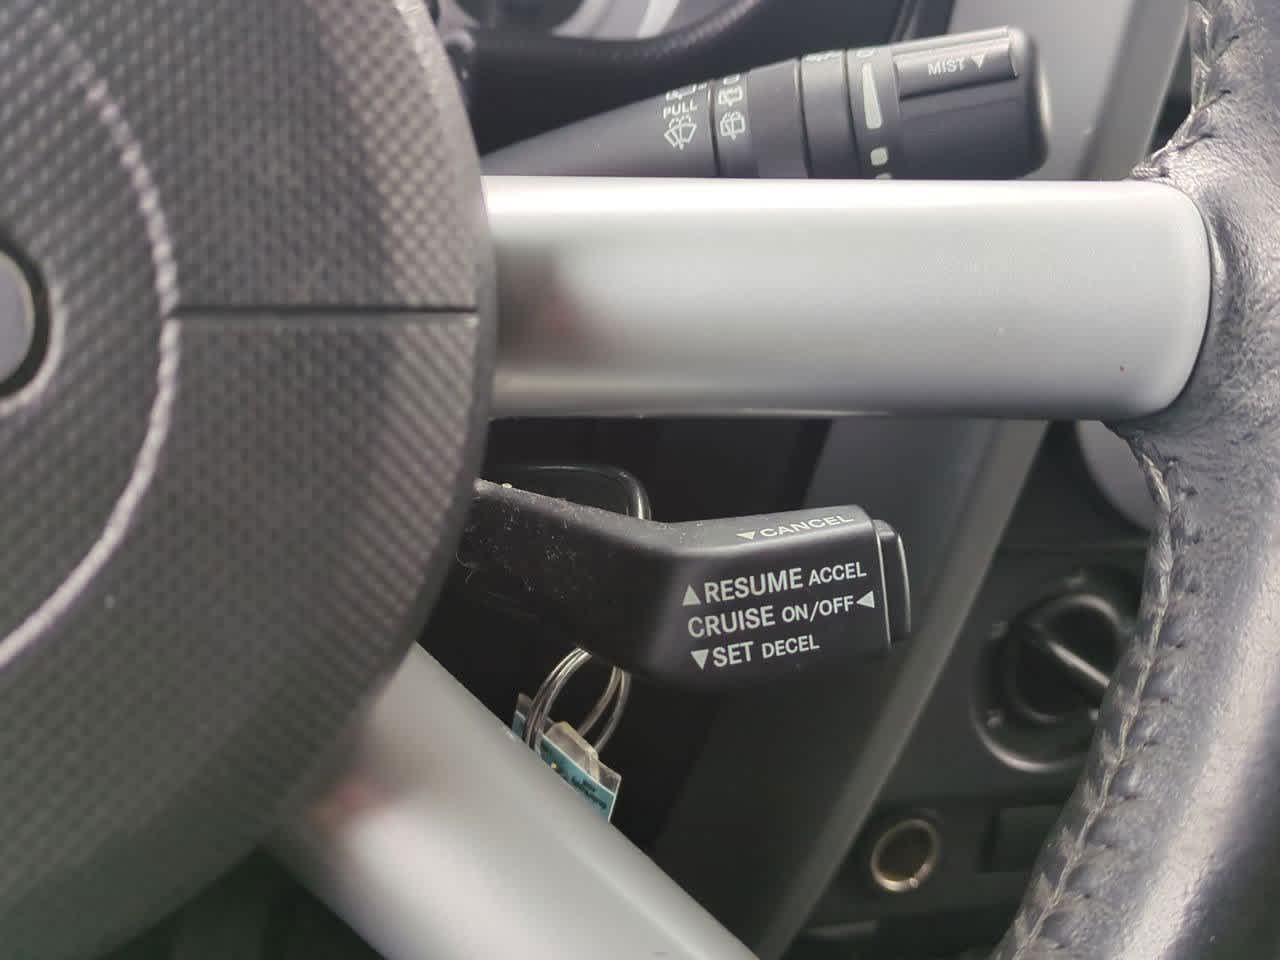 MIST ▼
PULL
▼CANCEL
▲RESUME ACCEL
CRUISE ON/OFF◀
▼SET DECEL